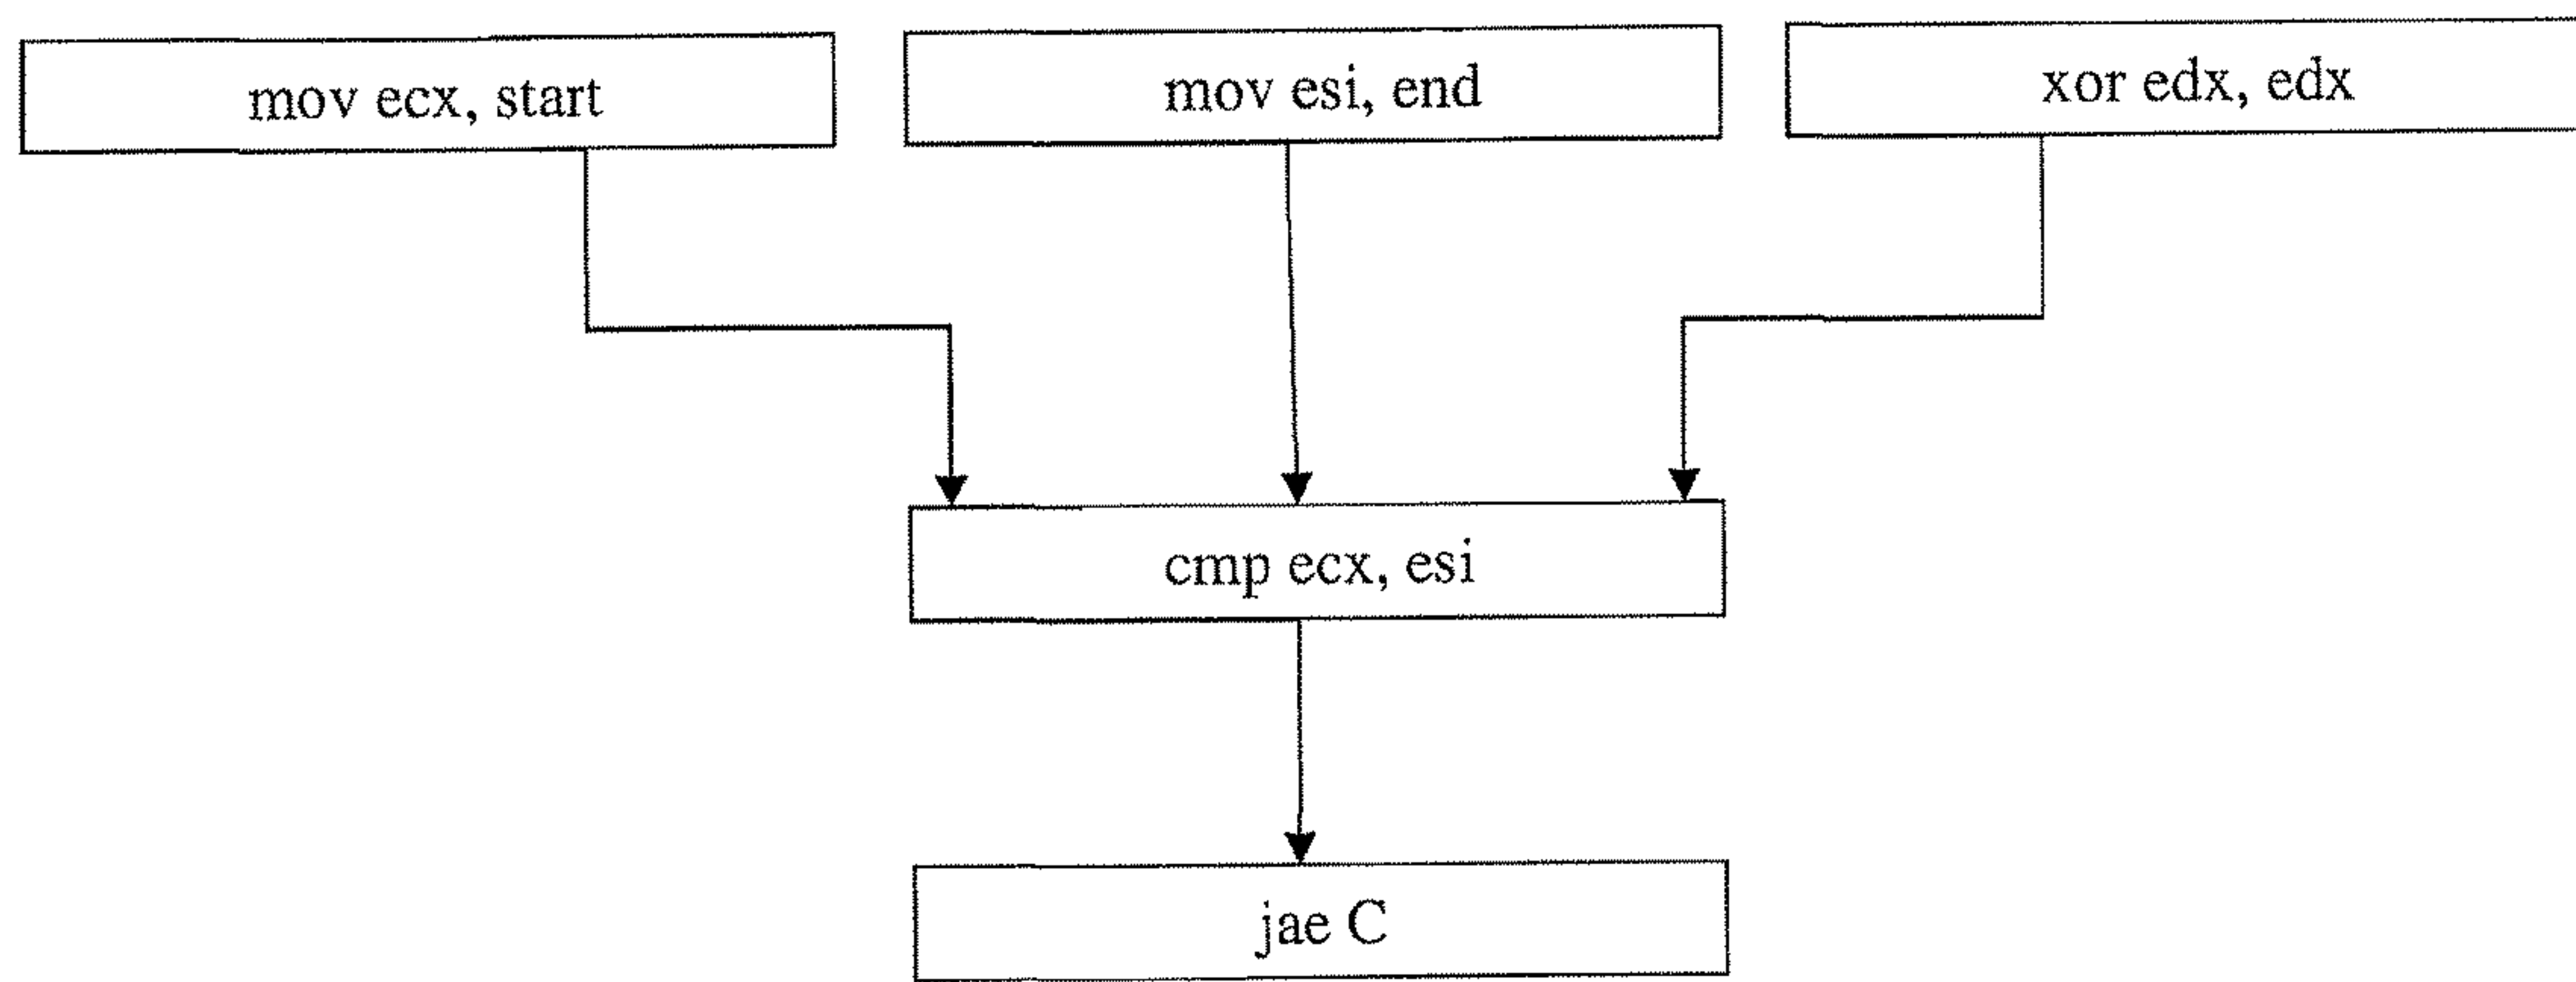 mov ecx, start
mov esi, end
xor edx, edx
cmp ecx, esi
jae C